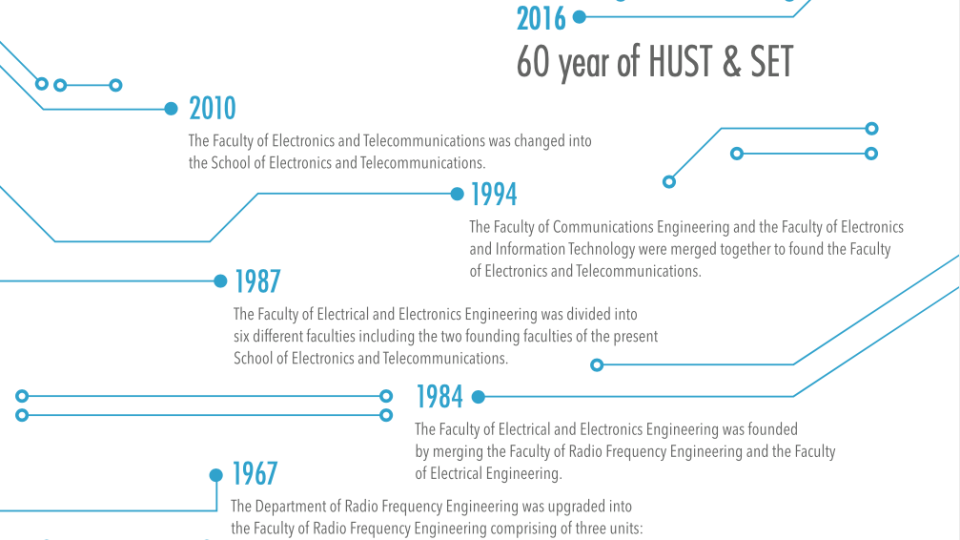 2016
60 year of HUST & SET
2010
The Faculty of Electronics and Telecommunications was changed into
the School of Electronics and Telecommunications.
1994
The Faculty of Communications Engineering and the Faculty of Electronics
and Information Technology were merged together to found the Faculty
of Electronics and Telecommunications.
1987
The Faculty of Electrical and Electronics Engineering was divided into
six different faculties including the two founding faculties of the present
School of Electronics and Telecommunications.
1984
The Faculty of Electrical and Electronics Engineering was founded
by merging the Faculty of Radio Frequency Engineering and the Faculty
of Electrical Engineering.
1967
The Department of Radio Frequency Engineering was upgraded into
the Faculty of Radio Frequency Engineering comprising of three units: